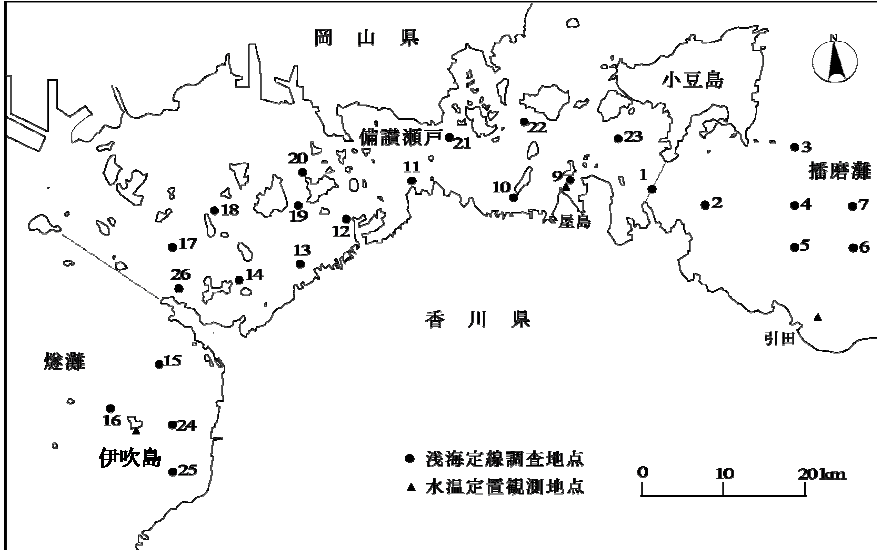 岡山県
N
小豆島
備讃瀬戸
21
22
23
3
播磨灘
20
11
10
9
1
2
4
7
18
19
12
屋島
17
13
5
6
26
14
香川県
引田
燧灘
15
16
24
伊吹島
25
● 浅海定線調査地点
▲ 水温定置観測地点
0 10 20km